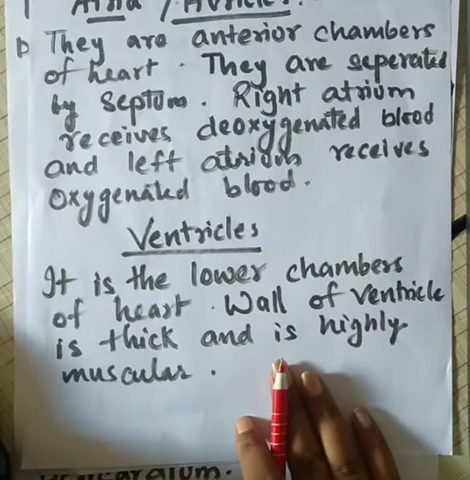 Atria / Auricles.
They are anterior chambers
of heart. They are seperated
by septum. Right atrium
receives deoxygenated blood
and left atrium receives
oxygenated blood.
Ventricles
It is the lower chambers
of heart. Wall of ventricle
is thick and is highly
muscular.